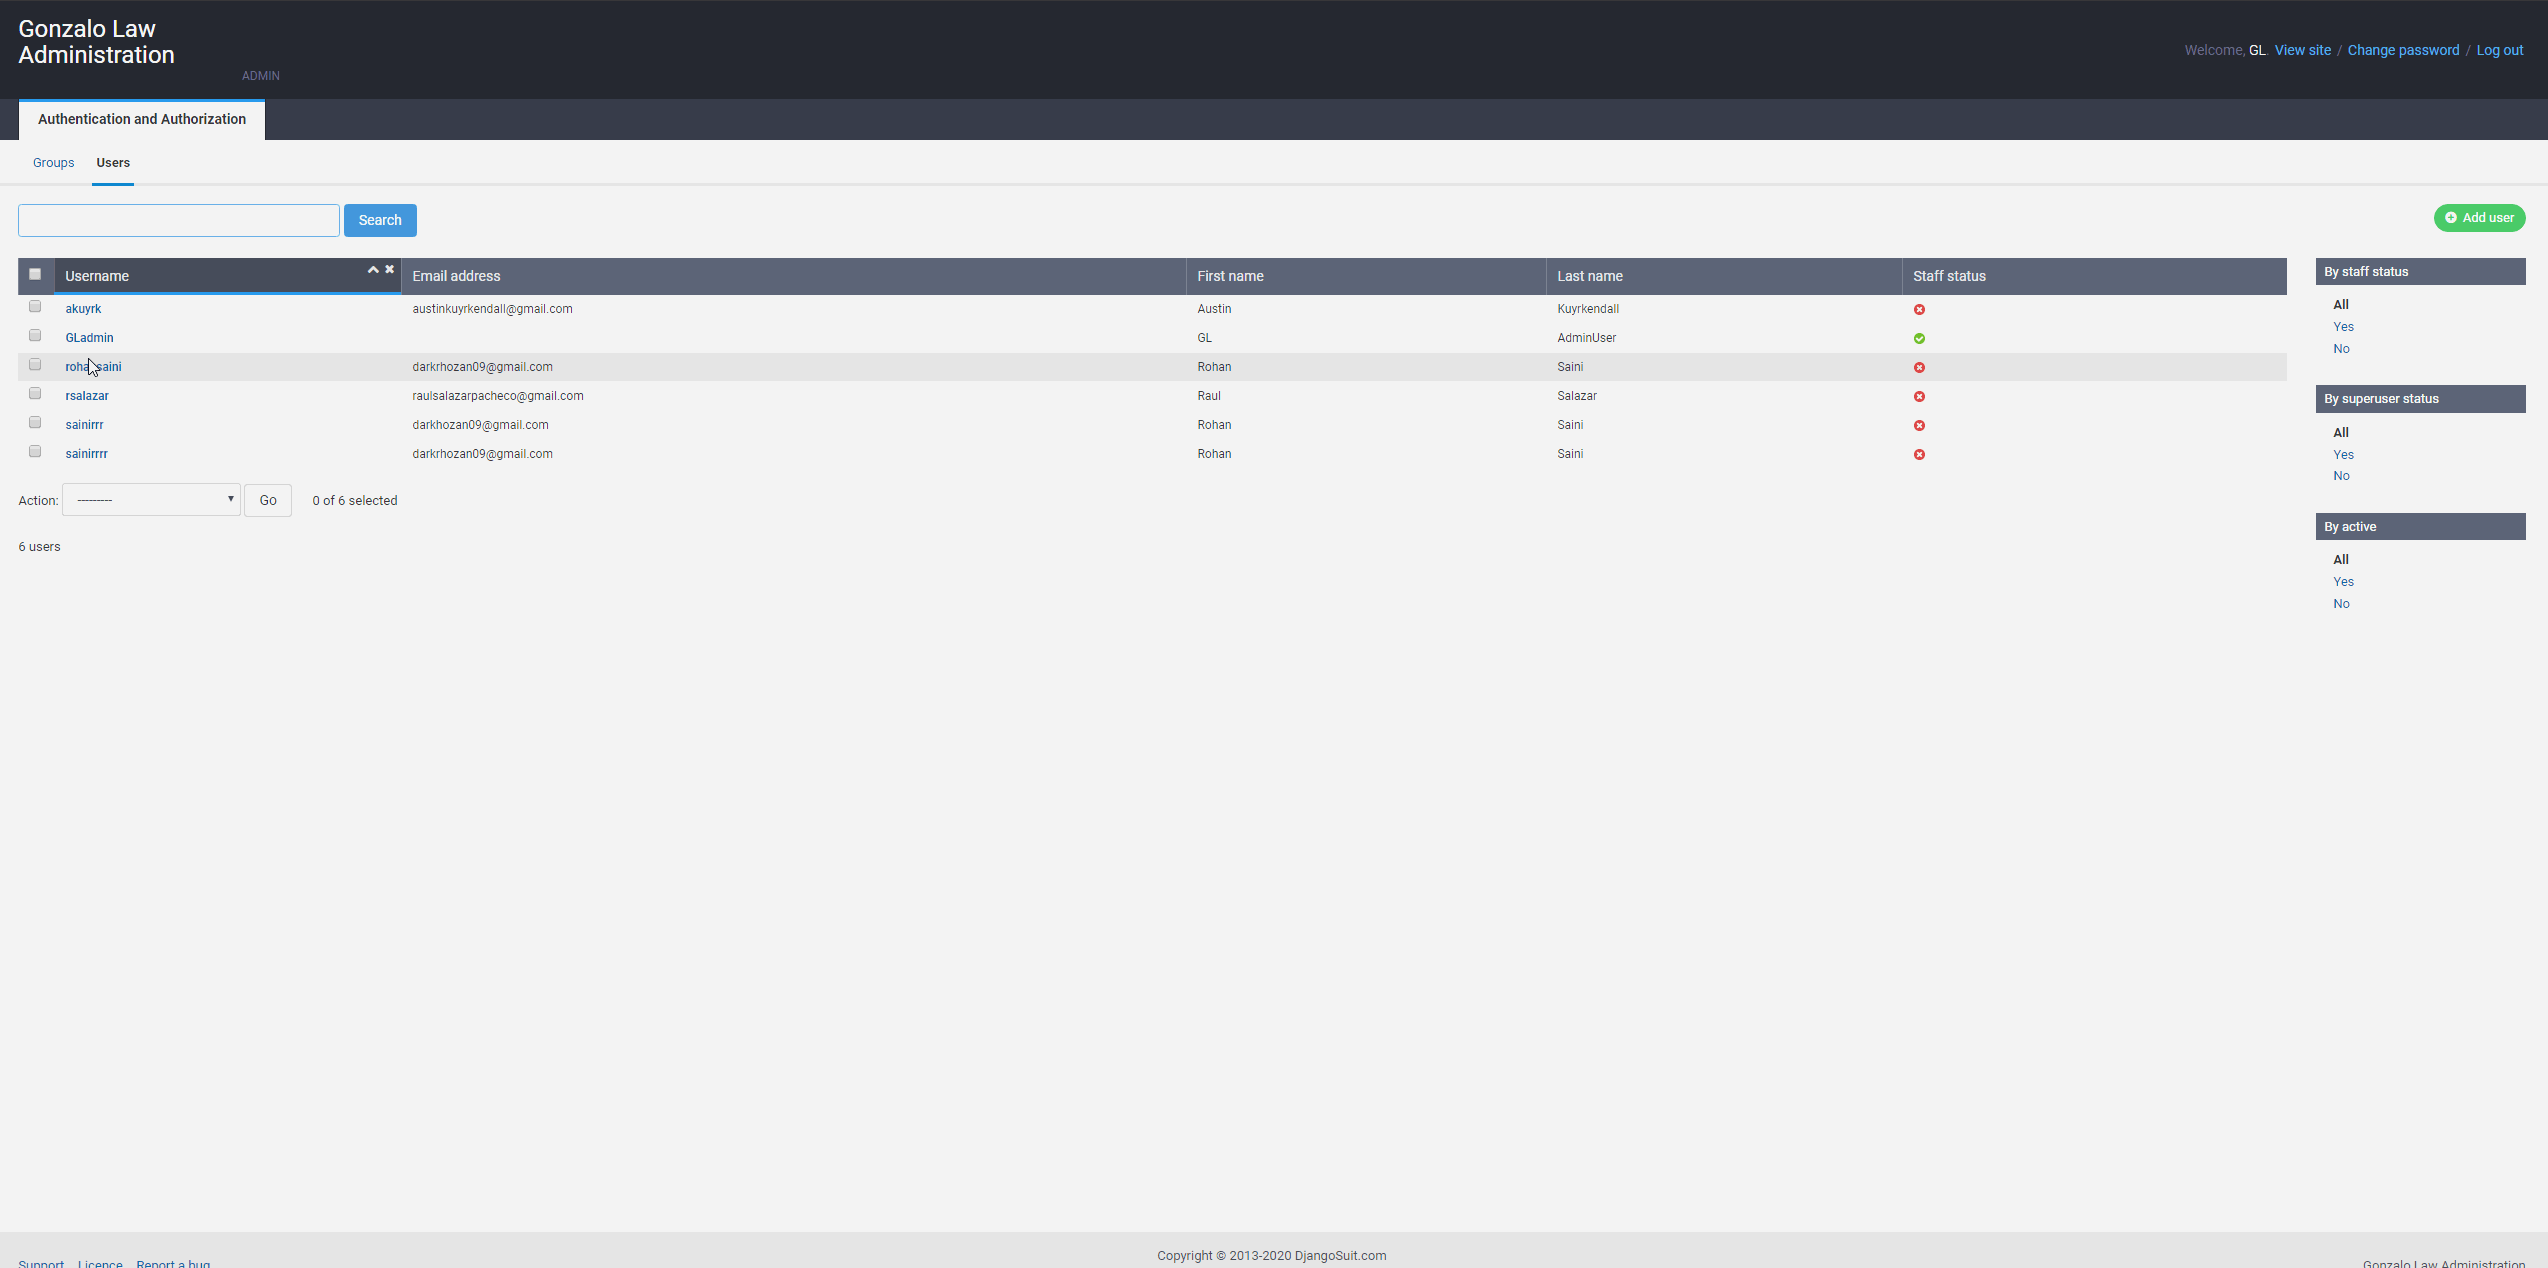 Gonzalo Law
Administration
ADMIN
Welcome, GL. View site / Change password / Log out
Authentication and Authorization
Groups Users
Search
Add user
Username Email address First name Last name Staff status
akuyrk austinkuyrkendall@gmail.com Austin Kuyrkendall
GLadmin GL AdminUser
darkrhozan09@gmail.com Rohan Saini
rsalazar raulsalazarpacheco@gmail.com Raul Salazar
sainirrr darkhozan09@gmail.com Rohan Saini
sainirrrr darkrhozan09@gmail.com Rohan Saini
Action: --------- Go 0 of 6 selected
6 users
By staff status
All
Yes
No
By superuser status
All
Yes
No
By active
All
Yes
No
Support Licence Report a bug
Copyright © 2013-2020 DjangoSuit.com
Gonzalo Law Administration